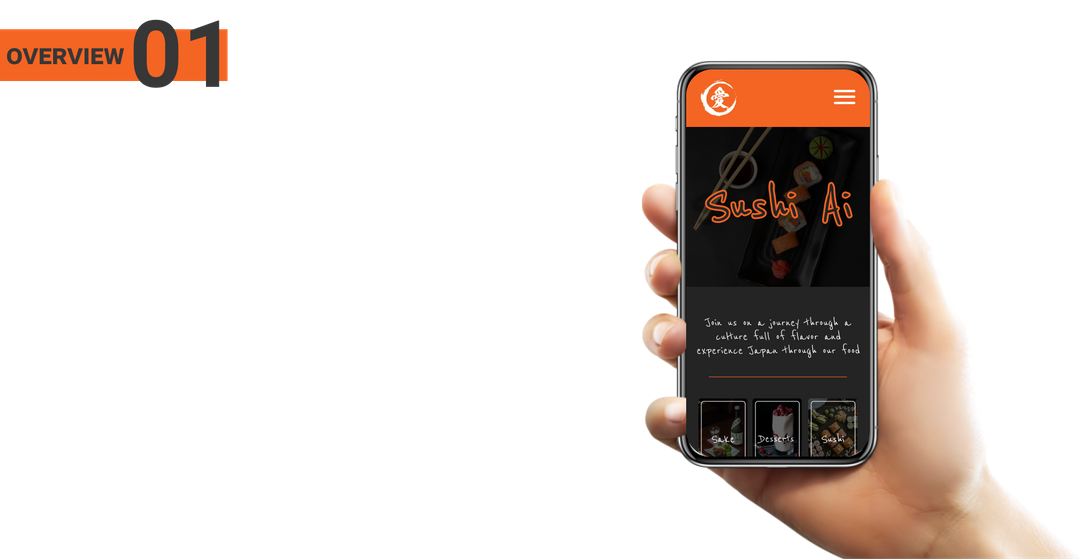 OVERVIEW 01
愛
Sushi Ai
Join us on a journey through a
culture full of flavor and
experience Japan through our food
Sake
Desserts
Sushi